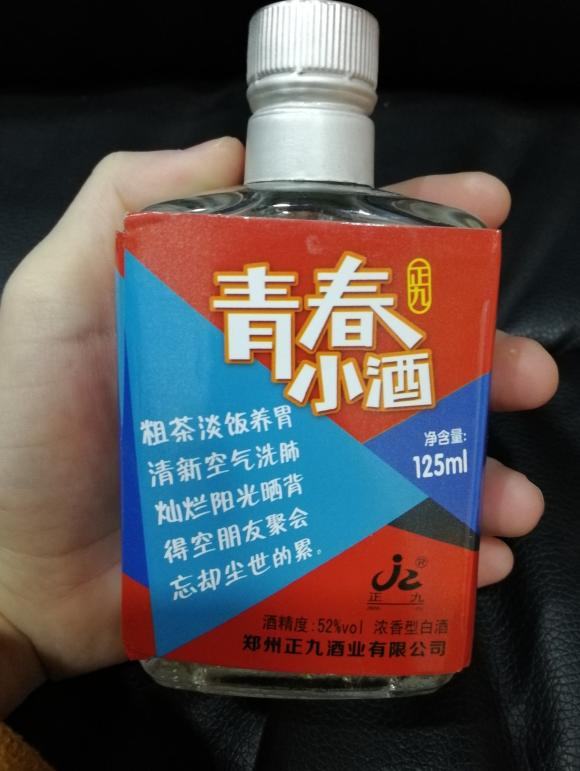 正九
青春
小酒
粗茶淡饭养胃
清新空气洗肺
灿烂阳光晒背
得空朋友聚会
忘却尘世的累。
净含量:
125ml
JZ®
正九
酒精度:52%vol 浓香型白酒
郑州正九酒业有限公司